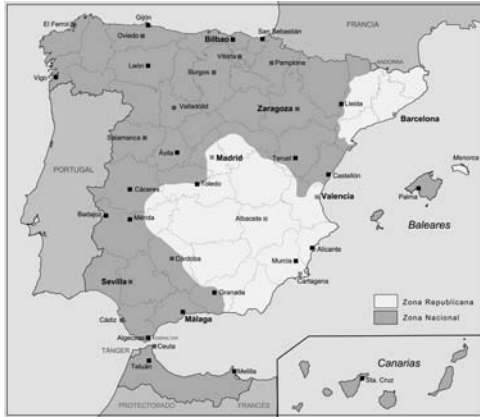 FRANCIA
El Ferrol
Gijón
Oviedo
Bilbao
San Sebastián
Vitoria
Pamplona
ANDORRA
Vigo
León
Burgos
Lleida
Barcelona
Valladolid
Zaragoza
Salamanca
Ávila
Madrid
Teruel
Castellón
Menorca
PORTUGAL
Cáceres
Toledo
Valencia
Palma
Baleares
Badajoz
Mérida
Albacete
Alicante
Córdoba
Murcia
Cartagena
Sevilla
Granada
Zona Republicana
Zona Nacional
Cádiz
Málaga
Algeciras
GIBRALTAR
TÁNGER
Ceuta
Tetuán
Melilla
PROTECTORADO
FRANCÉS
Canarias
Sta. Cruz